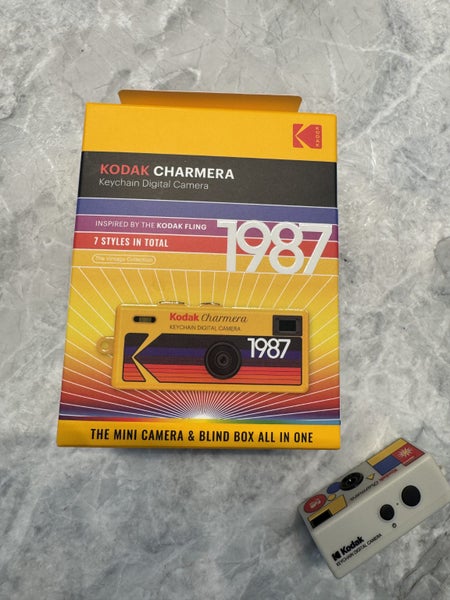 KODAK
KODAK CHARMERA
Keychain Digital Camera
INSPIRED BY THE KODAK FLING
1987
7 STYLES IN TOTAL
The Vintage Collection
Kodak Charmera
KEYCHAIN DIGITAL CAMERA
1987
THE MINI CAMERA & BLIND BOX ALL IN ONE
Kodak
KEYCHAIN DIGITAL CAMERA